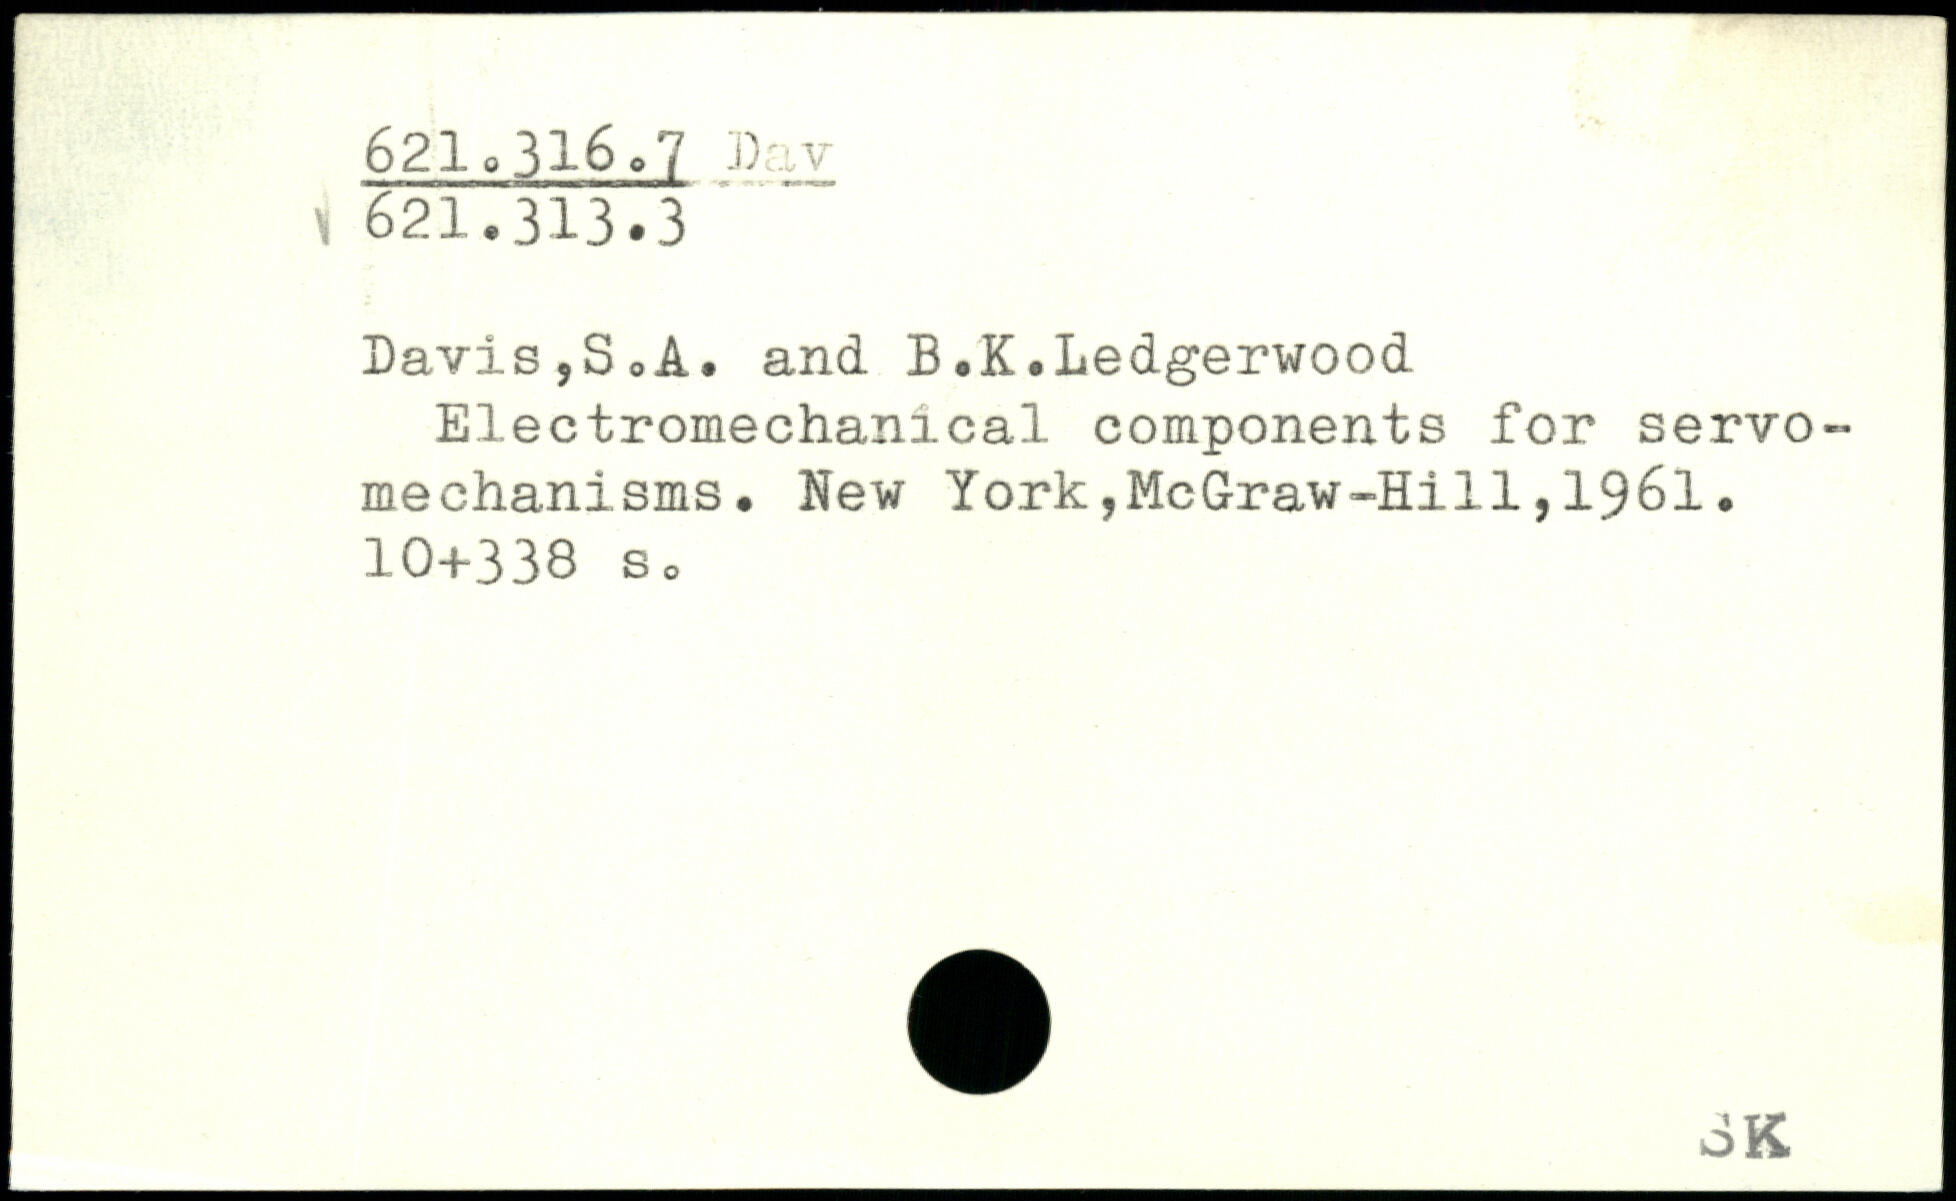 621.316.7 Dav
621.313.3
Davis,S.A. and B.K.Ledgerwood
Electromechanical components for servo-
mechanisms. New York,McGraw-Hill,1961.
10+338 s.
SK